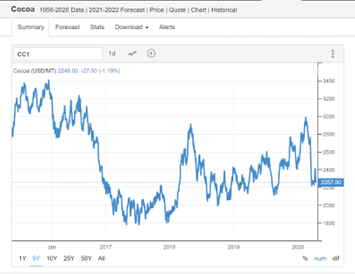 Cocoa 1959-2020 Data | 2021-2022 Forecast | Price | Quote | Chart | Historical
Summary Forecast Stats Download Alerts
CC1 1d
Cocoa (USD/MT) 2248.00 -27.00 (-1.19%)
3400
3200
3000
2800
2600
2400
2257.00
2000
1800
Jan 2017 2018 2019 2020
1Y 5Y 10Y 25Y 50Y All % num dif